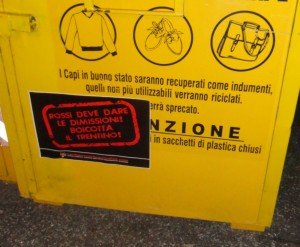 I Capi in buono stato saranno recuperati come indumenti,
quelli non più utilizzabili verranno riciclati.
verrà sprecato.
NZIONE
in sacchetti di plastica chiusi
ROSSI DEVE DARE
LE DIMISSIONI!
BOICOTTA
IL TRENTINO!